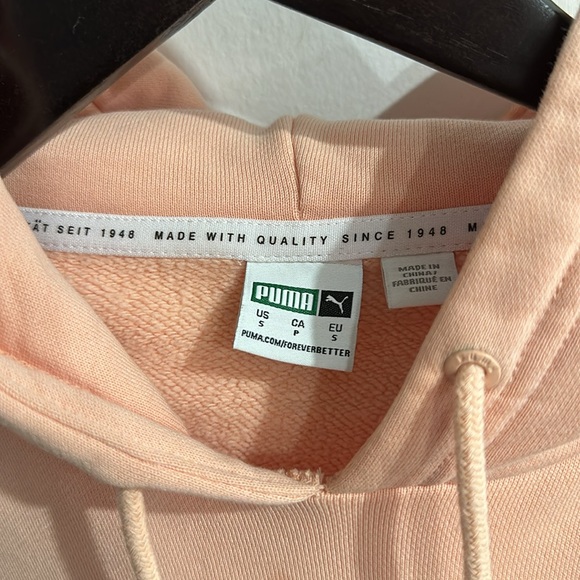 ÄT SEIT 1948 MADE WITH QUALITY SINCE 1948 M
PUMA
US CA EU
S P S
PUMA.COM/FOREVERBETTER
MADE IN
CHINA/
FABRIQUÉ EN
CHINE